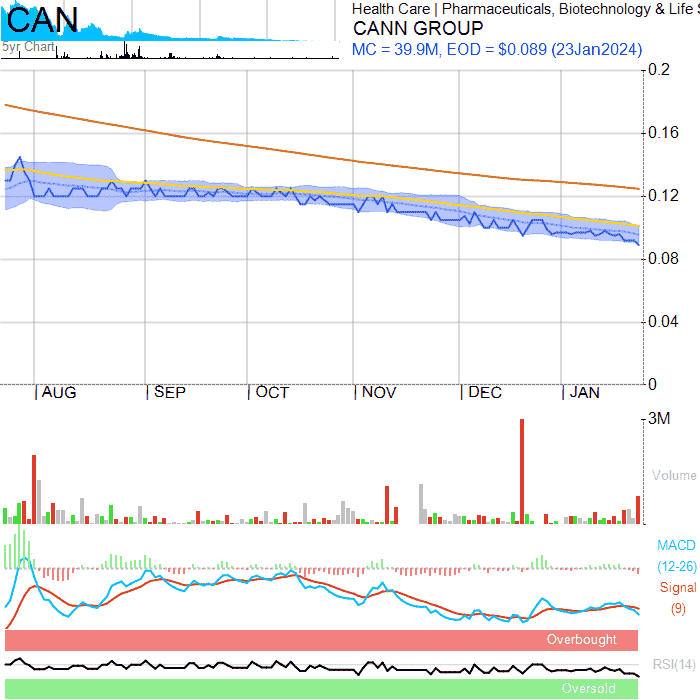 CAN
Health Care | Pharmaceuticals, Biotechnology & Life S
CANN GROUP
5yr Chart
MC = 39.9M, EOD = $0.089 (23Jan2024)
0.2
0.16
0.12
0.08
0.04
0
AUG SEP OCT NOV DEC JAN
3M
Volume
MACD
(12-26)
Signal
(9)
Overbought
RSI(14)
Oversold